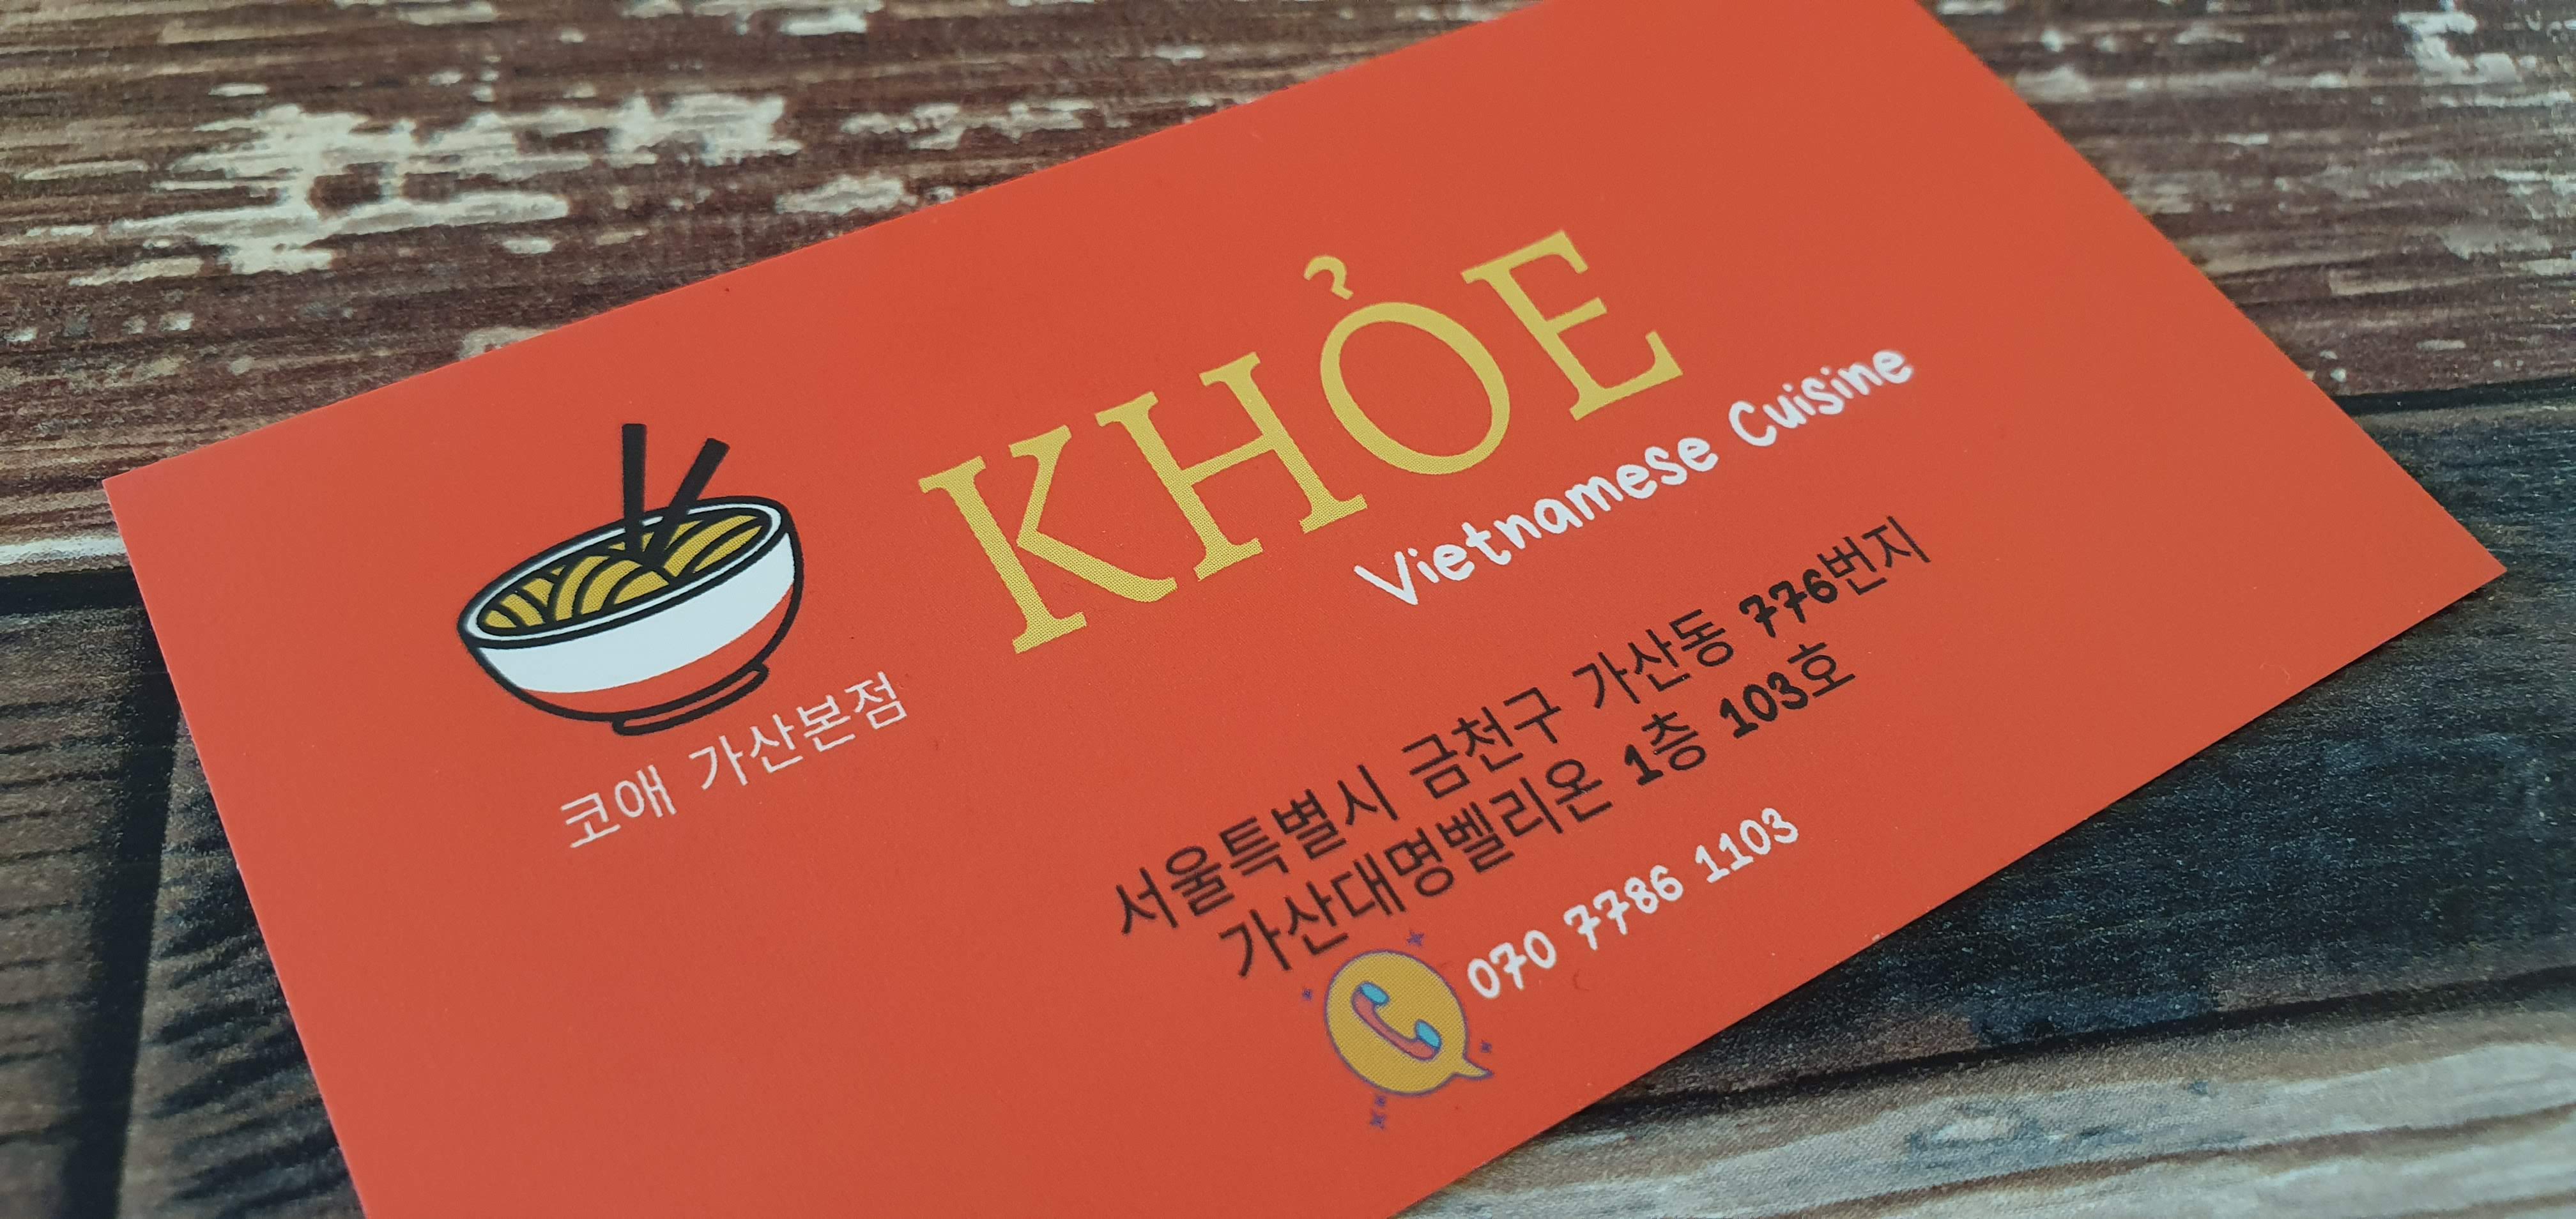 KHỎE
Vietnamese Cuisine
코애 가산본점
서울특별시 금천구 가산동 776번지
가산대명벨리온 1층 103호
070 7786 1103